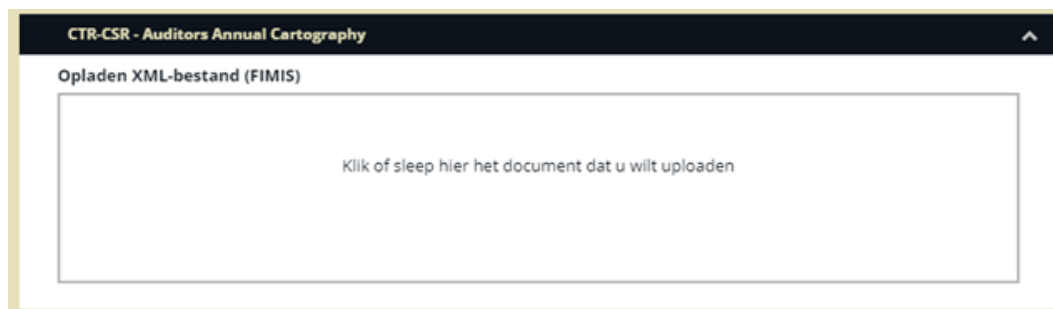 CTR-CSR - Auditors Annual Cartography
Opladen XML-bestand (FIMIS)
Klik of sleep hier het document dat u wilt uploaden